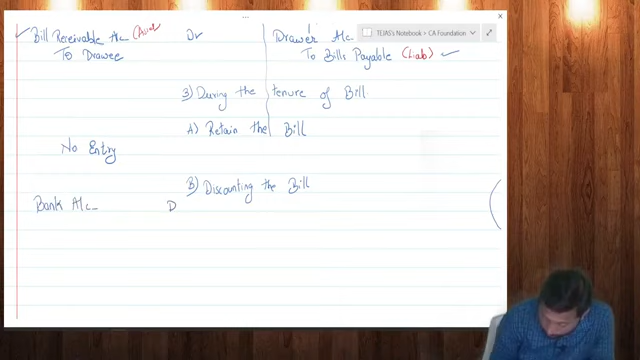 Bill Receivable A/c (Asset) Dr
To Drawee
Drawer A/c
TEJAS's Notebook » CA Foundation
To Bills Payable (Liab)
3) During the tenure of Bill
A) Retain the Bill
No Entry
B) Discounting the Bill
Bank A/c D